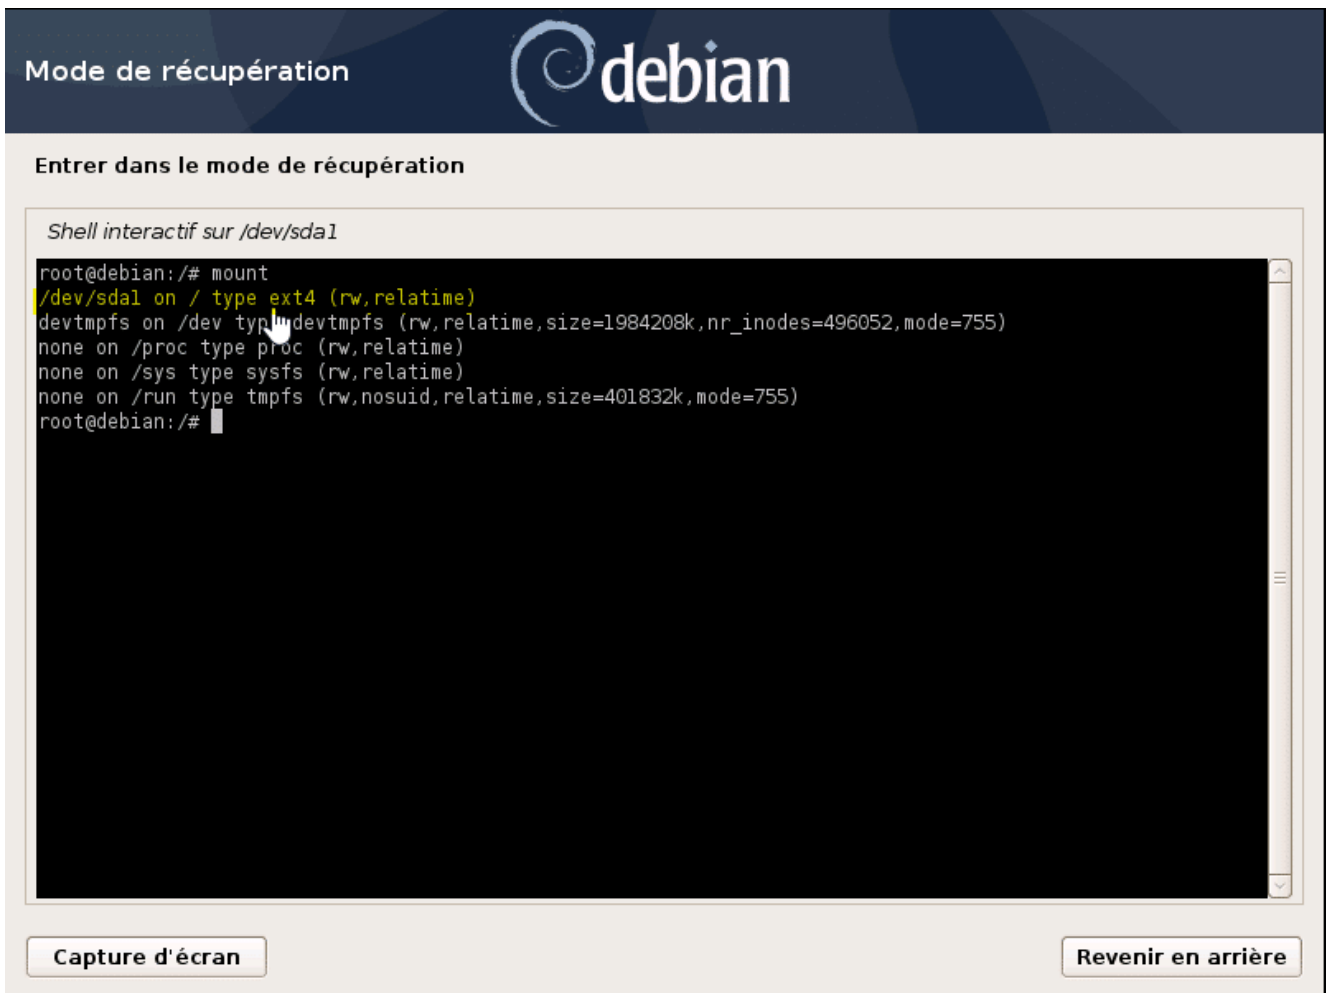 Mode de récupération
debian
Entrer dans le mode de récupération
Shell interactif sur /dev/sda1
root@debian:/# mount
/dev/sda1 on / type ext4 (rw,relatime)
devtmpfs on /dev typ devtmpfs (rw,relatime,size=1984208k,nr_inodes=496052,mode=755)
none on /proc type proc (rw,relatime)
none on /sys type sysfs (rw,relatime)
none on /run type tmpfs (rw,nosuid,relatime,size=401832k,mode=755)
root@debian:/#
Capture d'écran
Revenir en arrière